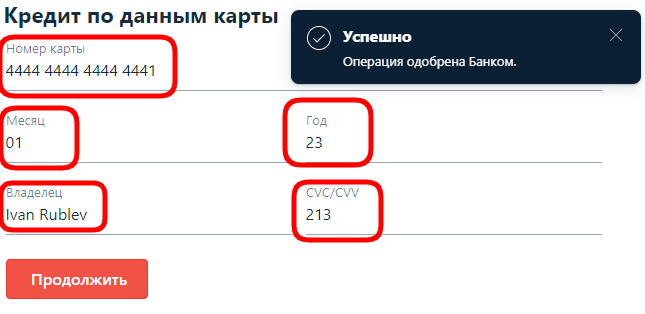 Кредит по данным карты
Успешно
Операция одобрена Банком.
Номер карты
4444 4444 4444 4441
Месяц
Год
01
23
Владелец
CVC/CVV
Ivan Rublev
213
Продолжить